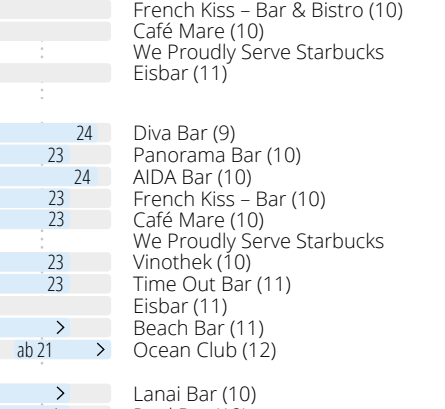 French Kiss – Bar & Bistro (10)
Café Mare (10)
We Proudly Serve Starbucks
Eisbar (11)
24 Diva Bar (9)
23 Panorama Bar (10)
24 AIDA Bar (10)
23 French Kiss – Bar (10)
23 Café Mare (10)
We Proudly Serve Starbucks
23 Vinothek (10)
23 Time Out Bar (11)
Eisbar (11)
> Beach Bar (11)
ab 21 > Ocean Club (12)
> Lanai Bar (10)